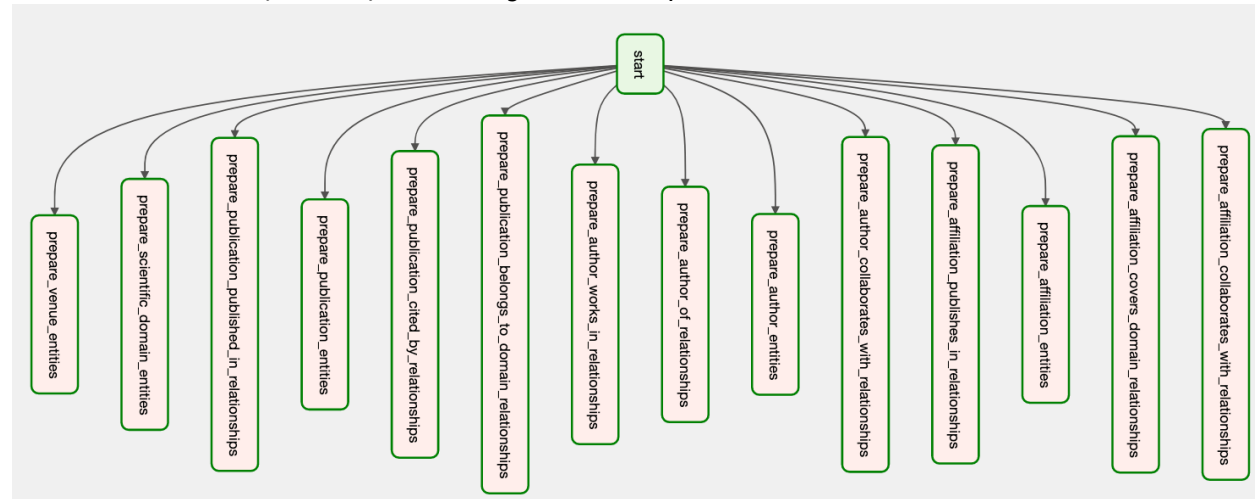 start
prepare_venue_entities
prepare_scientific_domain_entities
prepare_publication_published_in_relationships
prepare_publication_entities
prepare_publication_cited_by_relationships
prepare_publication_belongs_to_domain_relationships
prepare_author_works_in_relationships
prepare_author_of_relationships
prepare_author_entities
prepare_author_collaborates_with_relationships
prepare_affiliation_publishes_in_relationships
prepare_affiliation_entities
prepare_affiliation_covers_domain_relationships
prepare_affiliation_collaborates_with_relationships